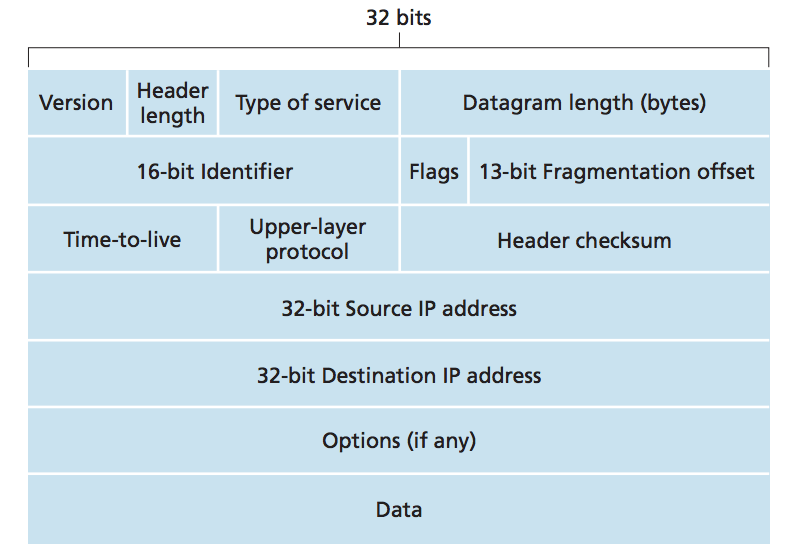 32 bits
Version
Header
length
Type of service
Datagram length (bytes)
16-bit Identifier
Flags
13-bit Fragmentation offset
Time-to-live
Upper-layer
protocol
Header checksum
32-bit Source IP address
32-bit Destination IP address
Options (if any)
Data